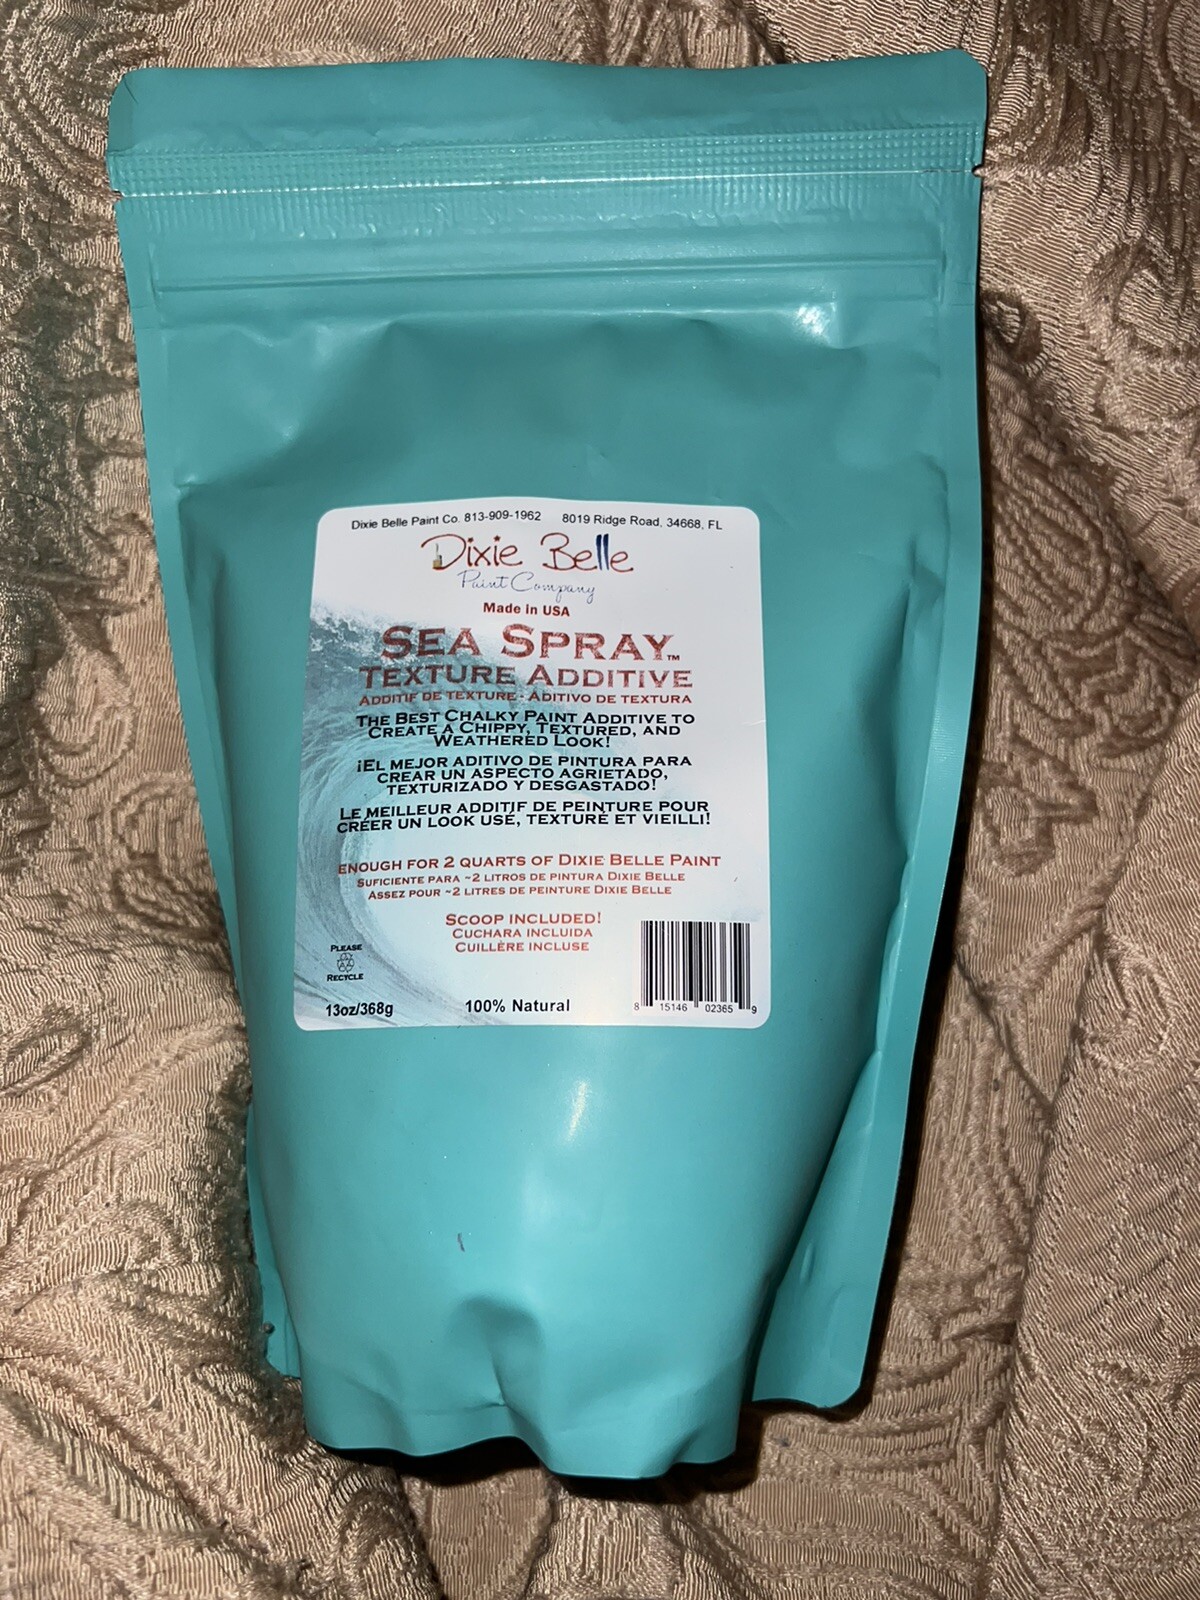 Dixie Belle Paint Co. 813-909-1962 8019 Ridge Road, 34668, FL
Dixie Belle
Paint Company
Made in USA
SEA SPRAY™
TEXTURE ADDITIVE
ADDITIF DE TEXTURE - ADITIVO DE TEXTURA
THE BEST CHALKY PAINT ADDITIVE TO
CREATE A CHIPPY, TEXTURED, AND
WEATHERED LOOK!
¡EL MEJOR ADITIVO DE PINTURA PARA
CREAR UN ASPECTO AGRIETADO,
TEXTURIZADO Y DESGASTADO!
LE MEILLEUR ADDITIF DE PEINTURE POUR
CRÉER UN LOOK USÉ, TEXTURÉ ET VIEILLI!
ENOUGH FOR 2 QUARTS OF DIXIE BELLE PAINT
SUFICIENTE PARA ~2 LITROS DE PINTURA DIXIE BELLE
ASSEZ POUR ~2 LITRES DE PEINTURE DIXIE BELLE
SCOOP INCLUDED!
CUCHARA INCLUIDA
CUILLÈRE INCLUSE
PLEASE
RECYCLE
13oz/368g
100% Natural
8 15146 02365 9